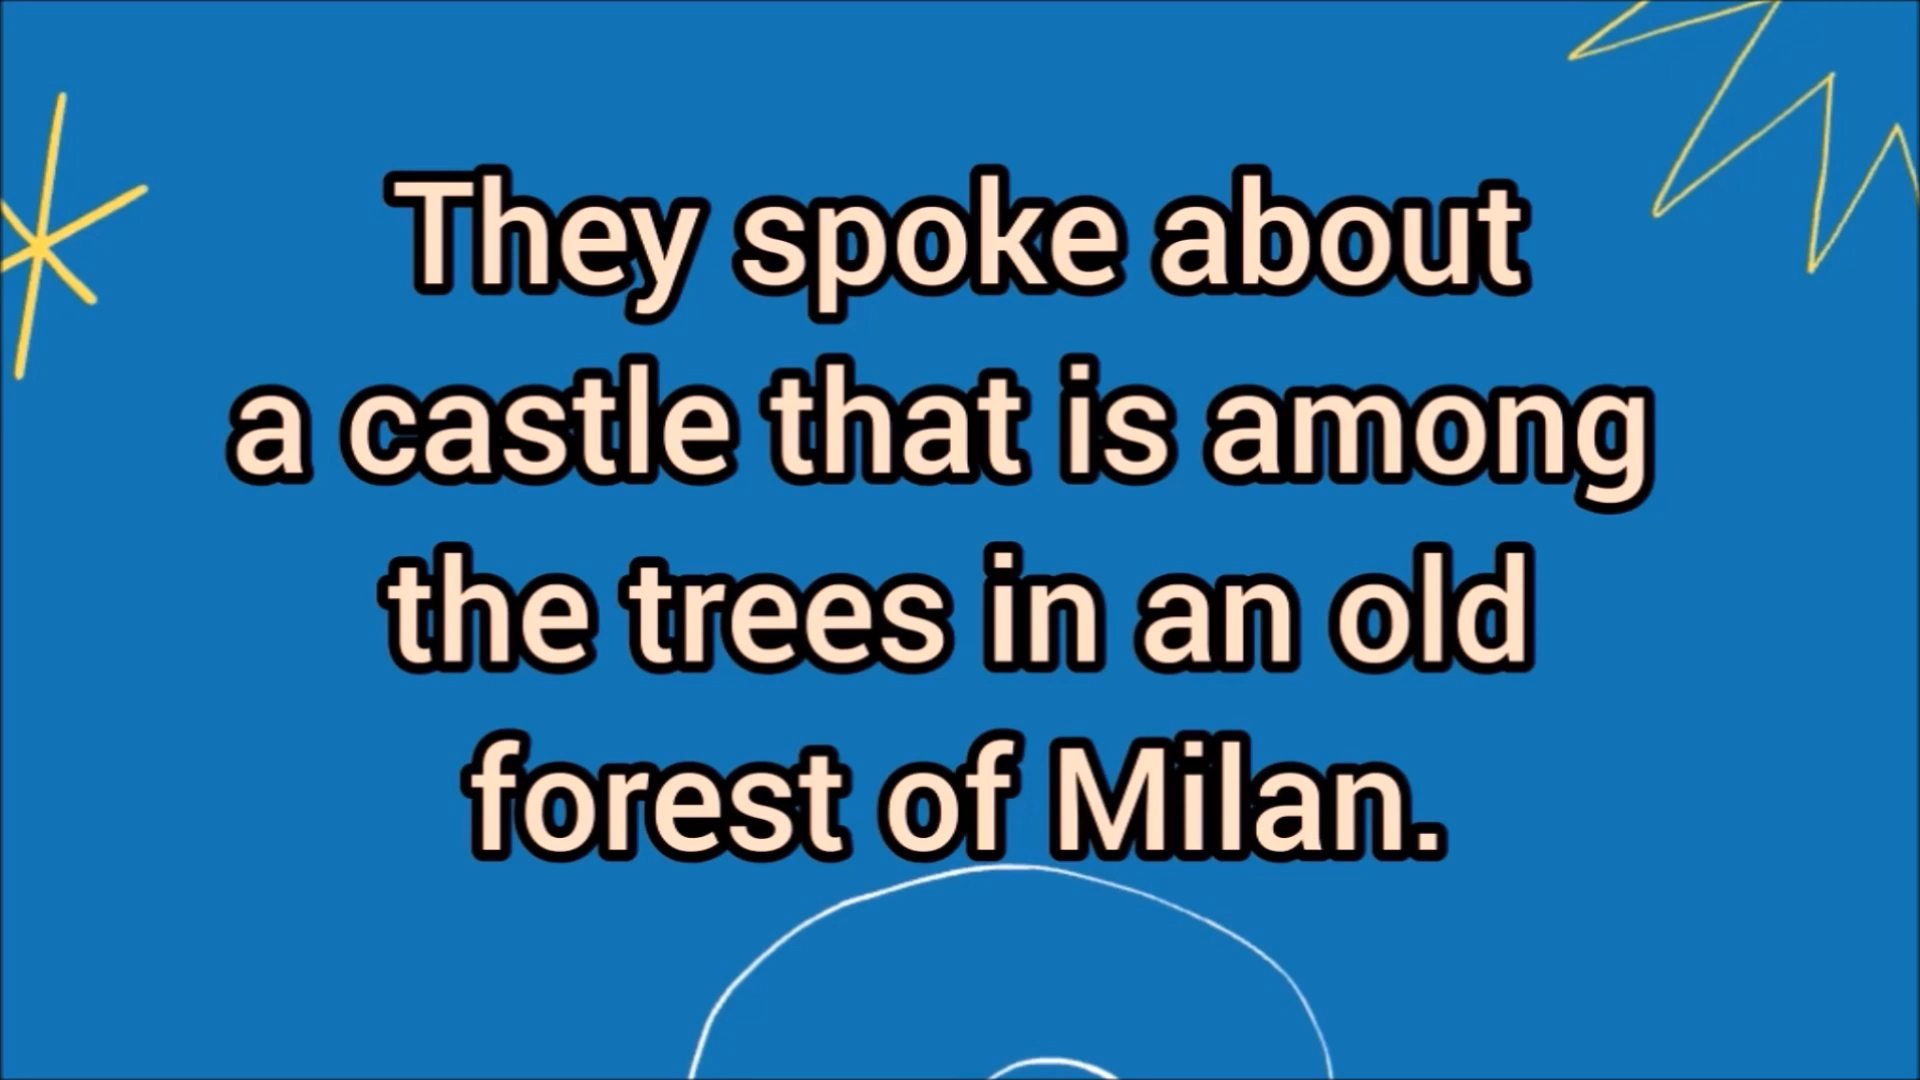 They spoke about
a castle that is among
the trees in an old
forest of Milan.